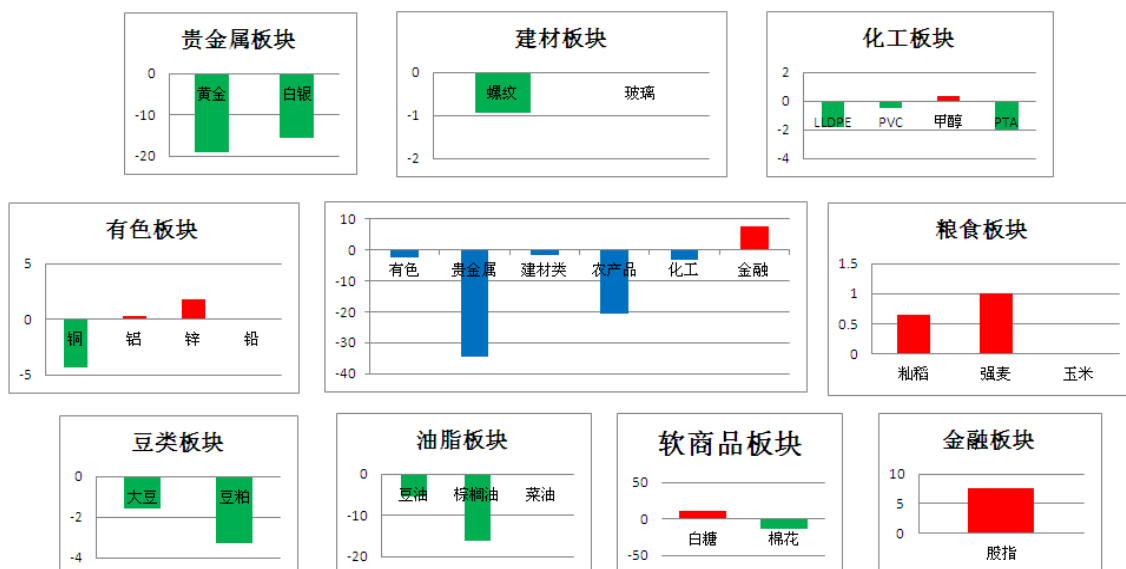 贵金属板块
0
-10
-20
黄金 白银
建材板块
0
-1
-2
螺纹 玻璃
化工板块
2
0
-2
-4
LLDPE PVC 甲醇 PTA
有色板块
5
0
-5
铜 铝 锌 铅
10
0
-10
-20
-30
-40
有色 贵金属 建材类 农产品 化工 金融
粮食板块
1.5
1
0.5
0
籼稻 强麦 玉米
豆类板块
0
-2
-4
大豆 豆粕
油脂板块
0
-10
-20
豆油 棕榈油 菜油
软商品板块
50
0
-50
白糖 棉花
金融板块
10
5
0
股指